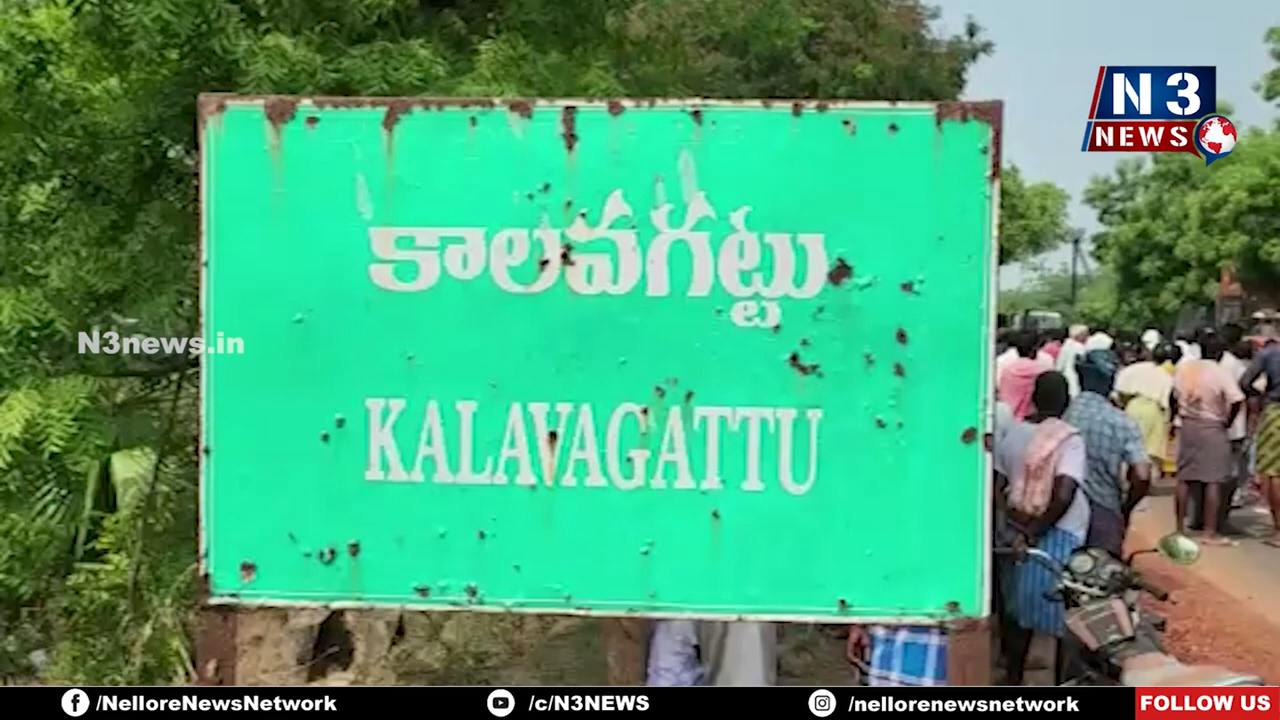 N3
NEWS
కాలవగట్టు
N3news.in
KALAVAGATTU
/NelloreNewsNetwork
/c/N3NEWS
/nellorenewsnetwork
FOLLOW US